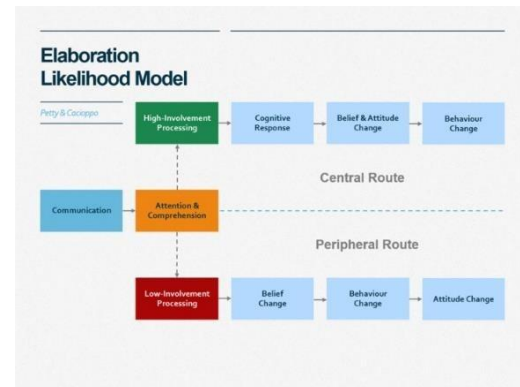 Elaboration
Likelihood Model
Petty & Cacioppo
High-Involvement
Processing
Cognitive
Response
Belief & Attitude
Change
Behaviour
Change
Central Route
Communication
Attention &
Comprehension
Peripheral Route
Low-Involvement
Processing
Belief
Change
Behaviour
Change
Attitude Change